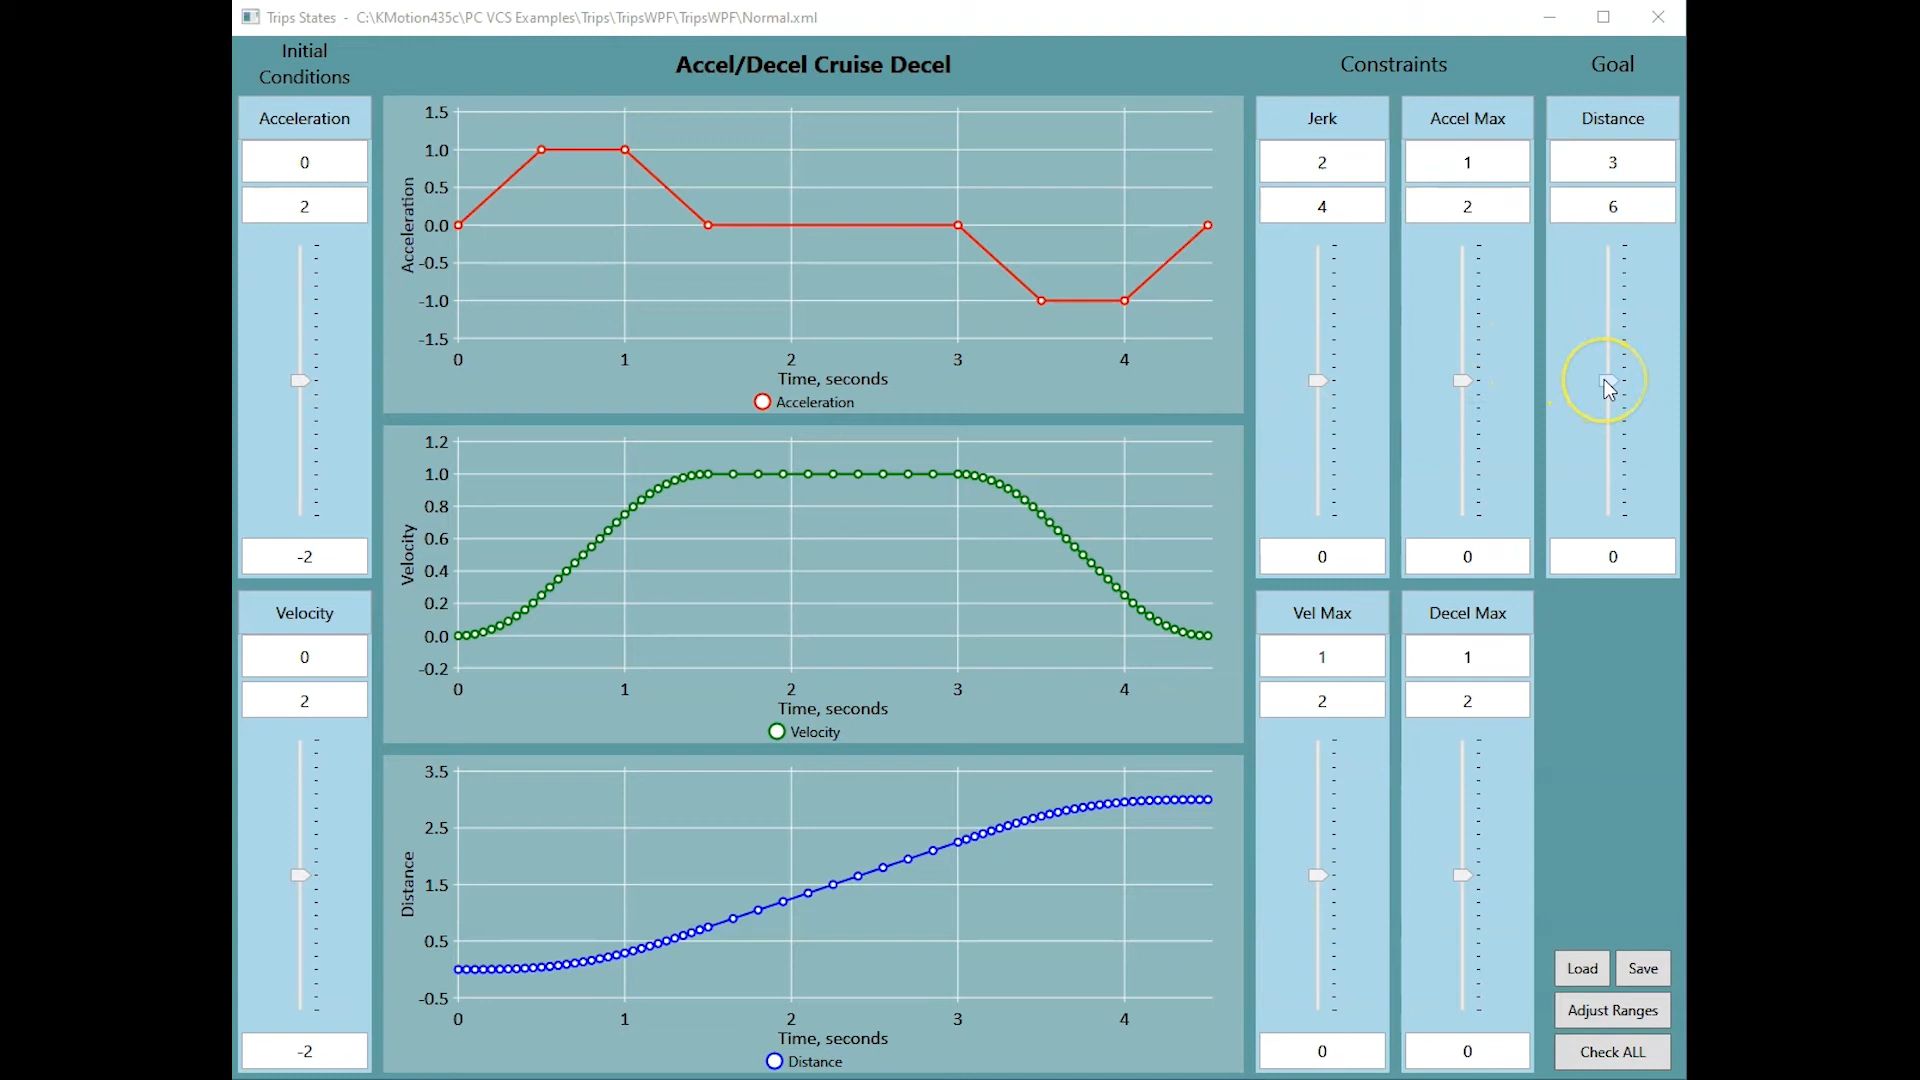 Trips States - C:\KMotion435c\PC VCS Examples\Trips\TripsWPF\TripsWPF\Normal.xml
Initial
Conditions
Accel/Decel Cruise Decel
Constraints
Goal
Acceleration
0
2
-2
Velocity
0
2
-2
1.5
1.0
0.5
0.0
-0.5
-1.0
-1.5
Acceleration
0 1 2 3 4
Time, seconds
Acceleration
1.2
1.0
0.8
0.6
0.4
0.2
0.0
-0.2
Velocity
0 1 2 3 4
Time, seconds
Velocity
3.5
2.5
1.5
0.5
-0.5
Distance
0 1 2 3 4
Time, seconds
Distance
Jerk
2
4
0
Accel Max
1
2
0
Distance
3
6
0
Vel Max
1
2
0
Decel Max
1
2
0
Load
Save
Adjust Ranges
Check ALL